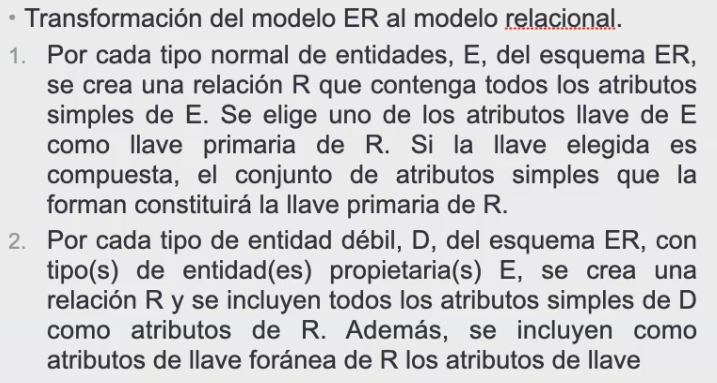 • Transformación del modelo ER al modelo relacional.
1. Por cada tipo normal de entidades, E, del esquema ER,
se crea una relación R que contenga todos los atributos
simples de E. Se elige uno de los atributos llave de E
como llave primaria de R. Si la llave elegida es
compuesta, el conjunto de atributos simples que la
forman constituirá la llave primaria de R.
2. Por cada tipo de entidad débil, D, del esquema ER, con
tipo(s) de entidad(es) propietaria(s) E, se crea una
relación R y se incluyen todos los atributos simples de D
como atributos de R. Además, se incluyen como
atributos de llave foránea de R los atributos de llave